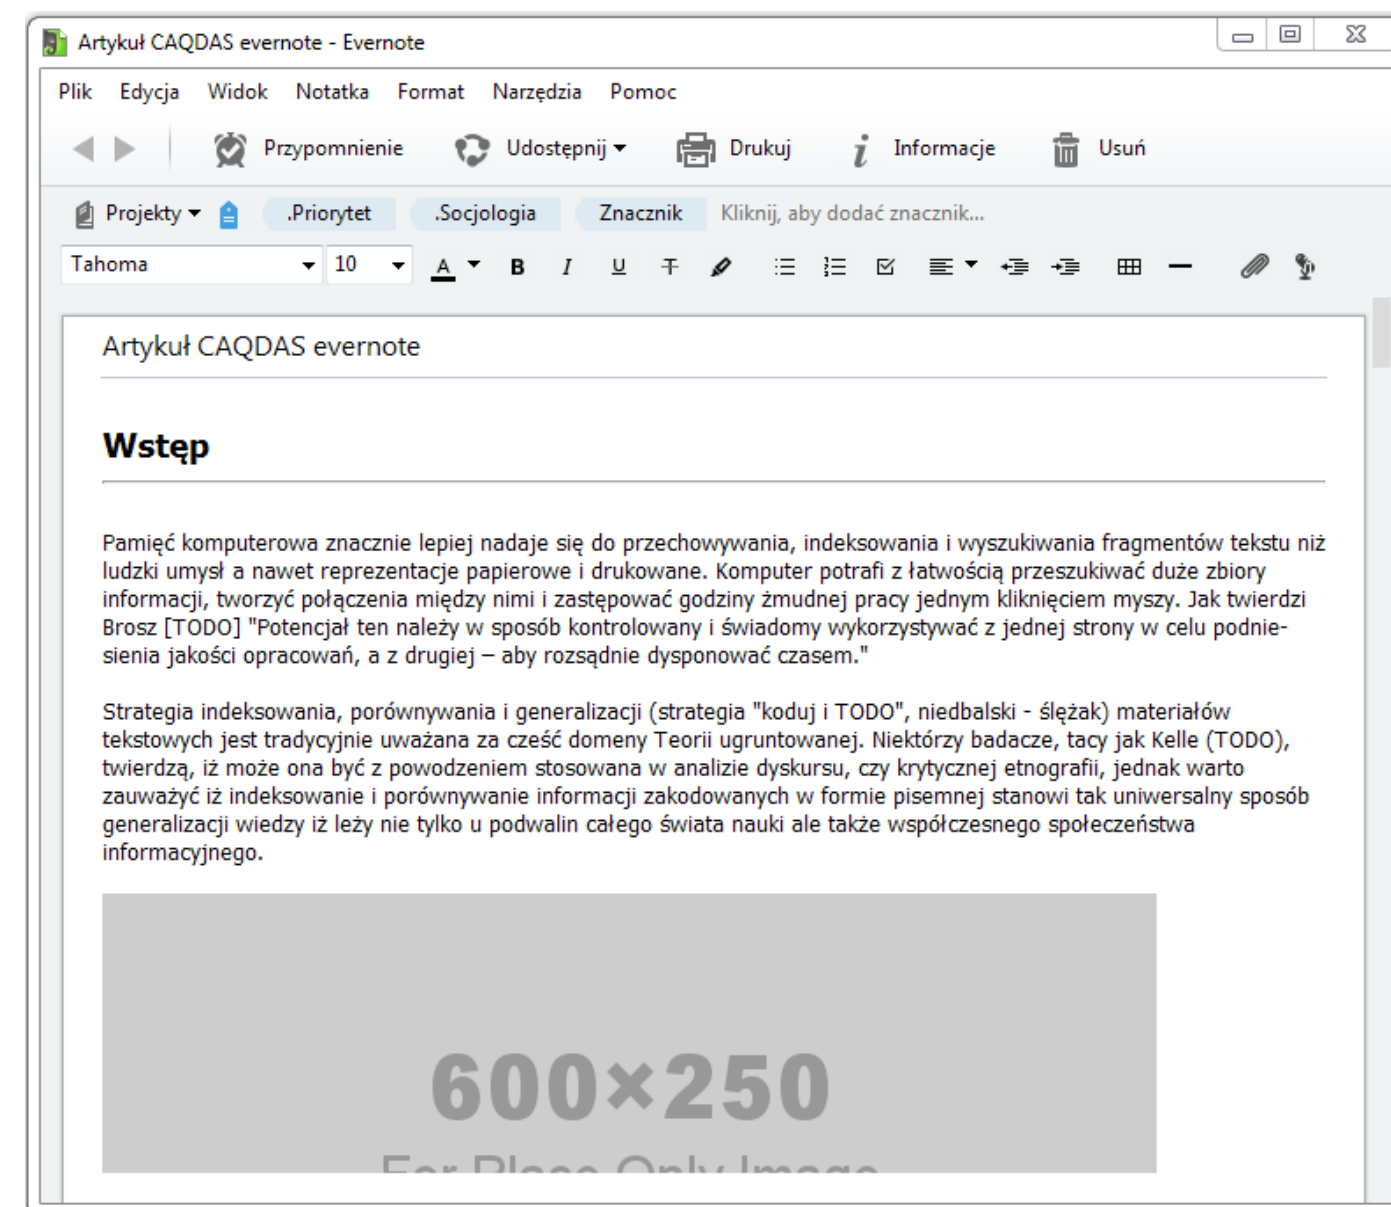 Artykuł CAQDAS evernote - Evernote
Plik Edycja Widok Notatka Format Narzędzia Pomoc
Przypomnienie Udostępnij Drukuj Informacje Usuń
Projekty .Priorytet .Socjologia Znacznik Kliknij, aby dodać znacznik...
Tahoma 10 A B I U T
Artykuł CAQDAS evernote
Wstęp
Pamięć komputerowa znacznie lepiej nadaje się do przechowywania, indeksowania i wyszukiwania fragmentów tekstu niż
ludzki umysł a nawet reprezentacje papierowe i drukowane. Komputer potrafi z łatwością przeszukiwać duże zbiory
informacji, tworzyć połączenia między nimi i zastępować godziny żmudnej pracy jednym kliknięciem myszy. Jak twierdzi
Brosz [TODO] "Potencjał ten należy w sposób kontrolowany i świadomy wykorzystywać z jednej strony w celu podnie-
sienia jakości opracowań, a z drugiej – aby rozsądnie dysponować czasem."
Strategia indeksowania, porównywania i generalizacji (strategia "koduj i TODO", niedbalski - ślężak) materiałów
tekstowych jest tradycyjnie uważana za cześć domeny Teorii ugruntowanej. Niektórzy badacze, tacy jak Kelle (TODO),
twierdzą, iż może ona być z powodzeniem stosowana w analizie dyskursu, czy krytycznej etnografii, jednak warto
zauważyć iż indeksowanie i porównywanie informacji zakodowanych w formie pisemnej stanowi tak uniwersalny sposób
generalizacji wiedzy iż leży nie tylko u podwalin całego świata nauki ale także współczesnego społeczeństwa
informacyjnego.
600×250
For Place Only Image